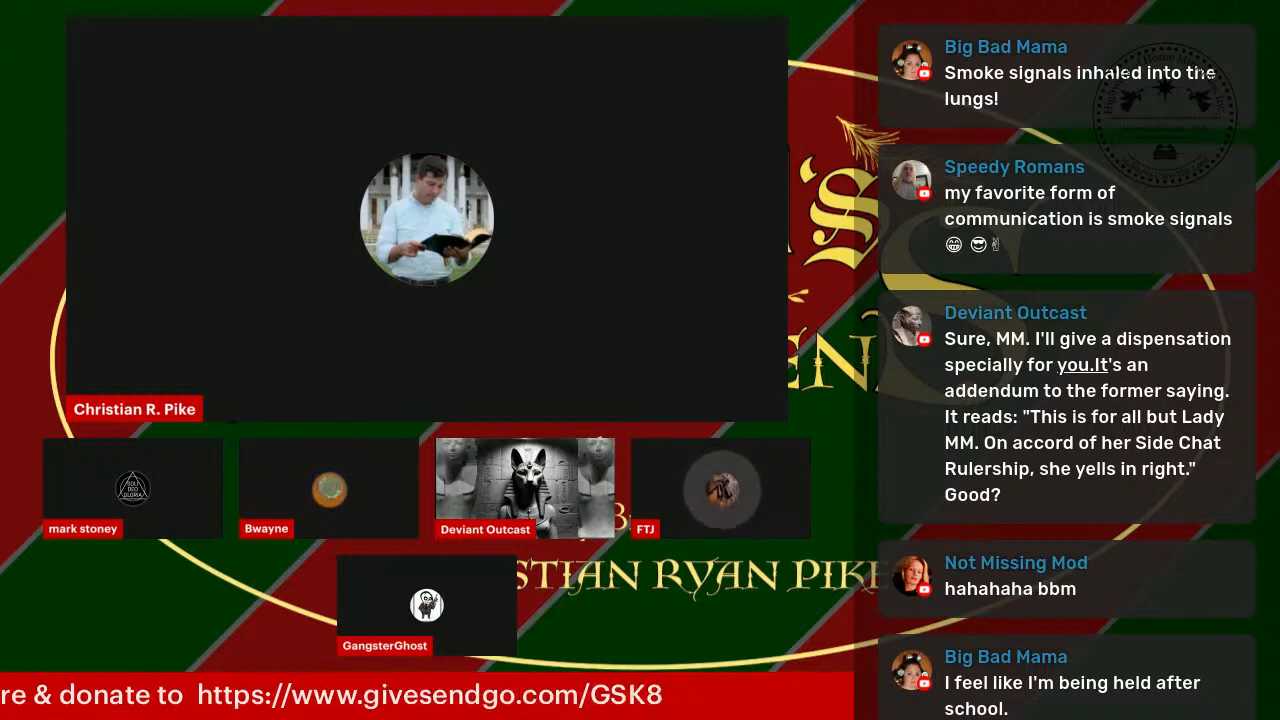 Christian R. Pike
mark stoney
Bwayne
Deviant Outcast
FTJ
GangsterGhost
STIAN RYAN PIKE
re & donate to https://www.givesendgo.com/GSK8
Big Bad Mama
Smoke signals inhaled into the
lungs!
Speedy Romans
my favorite form of
communication is smoke signals
😁 😎✌
Deviant Outcast
Sure, MM. I'll give a dispensation
specially for you.It's an
addendum to the former saying.
It reads: "This is for all but Lady
MM. On accord of her Side Chat
Rulership, she yells in right."
Good?
Not Missing Mod
hahahaha bbm
Big Bad Mama
I feel like I'm being held after
school.